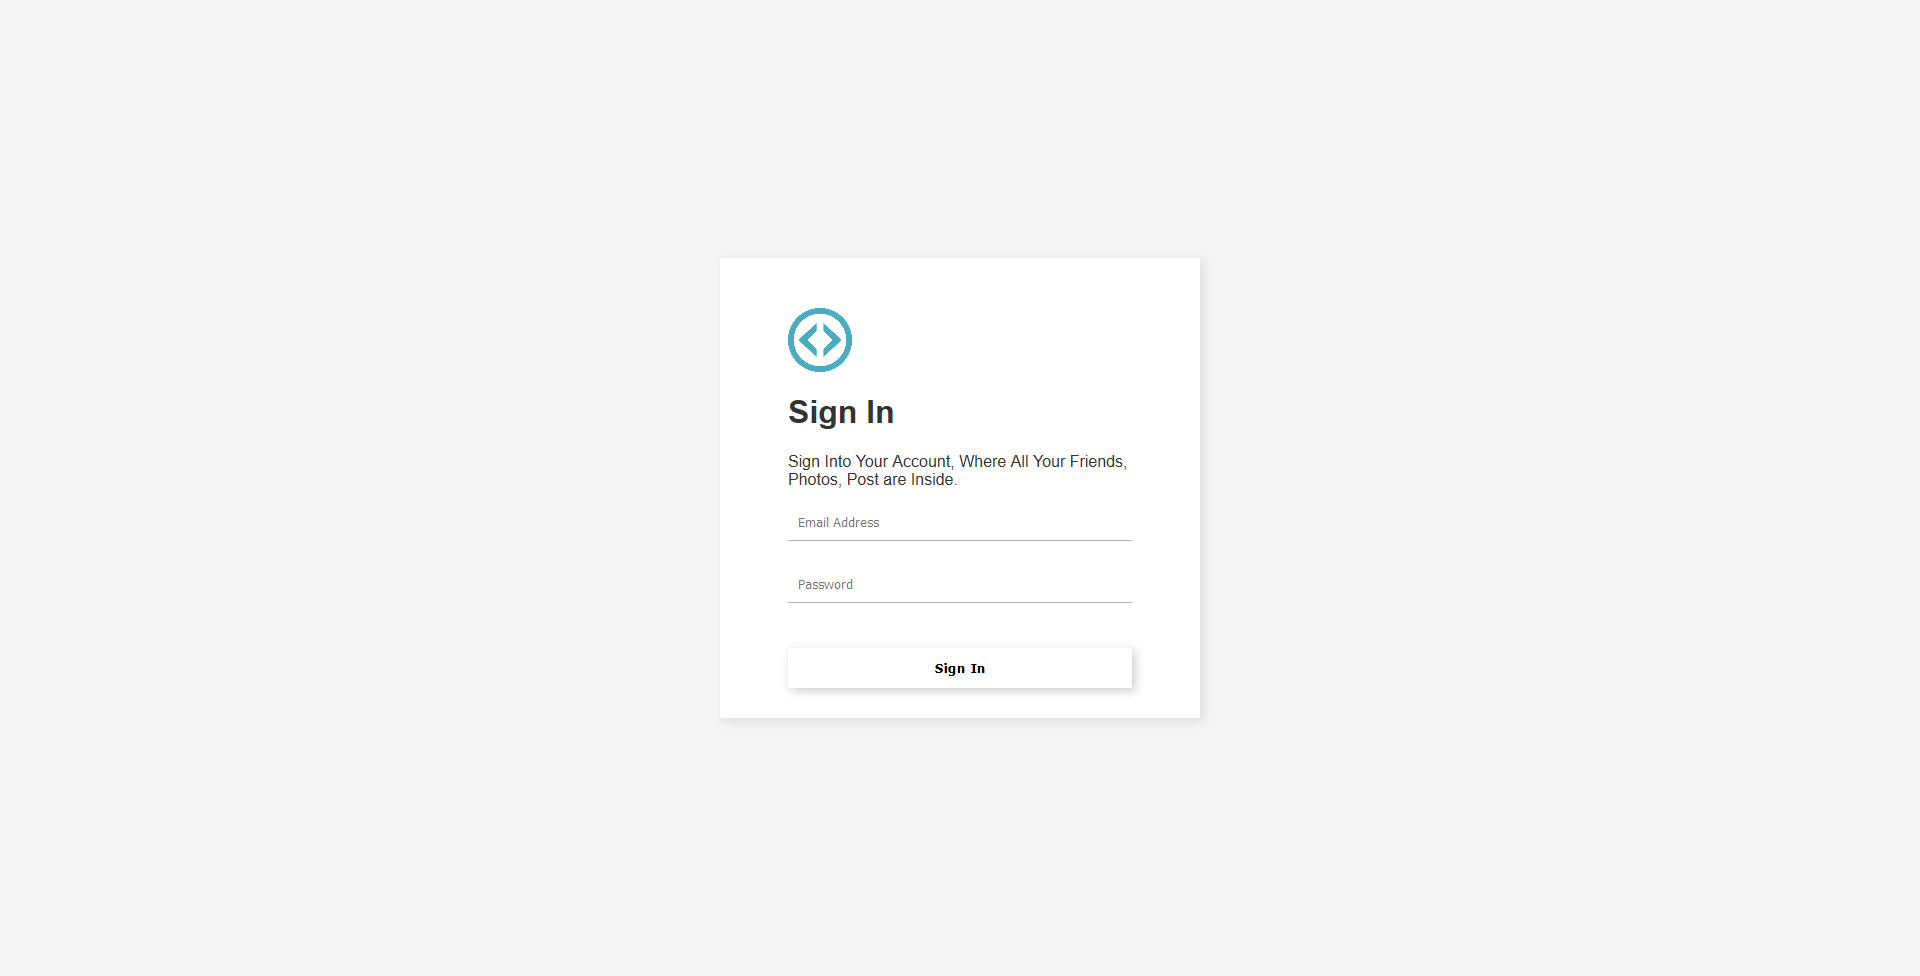 Sign In
Sign Into Your Account, Where All Your Friends,
Photos, Post are Inside.
Email Address
Password
Sign In